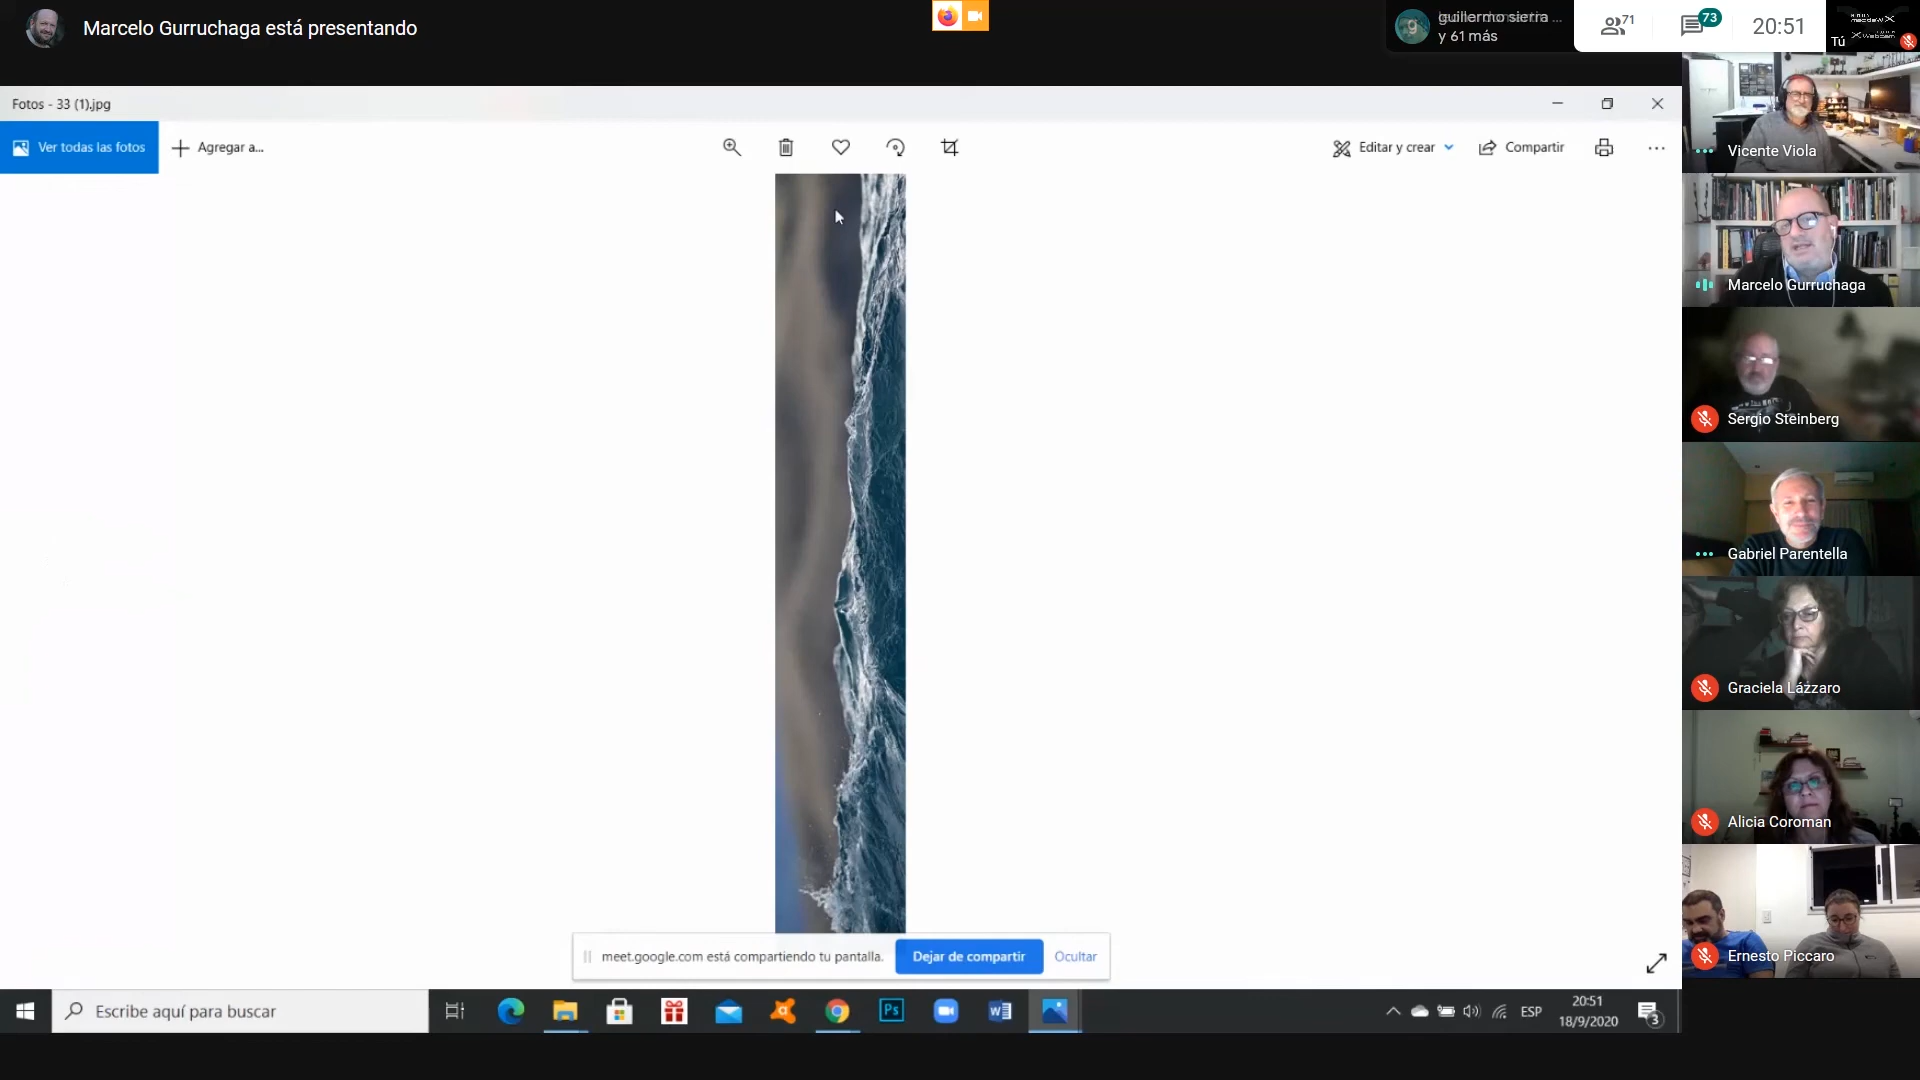 Marcelo Gurruchaga está presentando
guillermo sierra ...
y 61 más
71
73
20:51
Tú
Fotos - 33 (1).jpg
Ver todas las fotos
Agregar a...
Editar y crear
Compartir
Vicente Viola
Marcelo Gurruchaga
Sergio Steinberg
Gabriel Parentella
Graciela Lázzaro
Alicia Coroman
Ernesto Piccaro
meet.google.com está compartiendo tu pantalla.
Dejar de compartir
Ocultar
Escribe aquí para buscar
Ps
ESP
20:51
18/9/2020
3